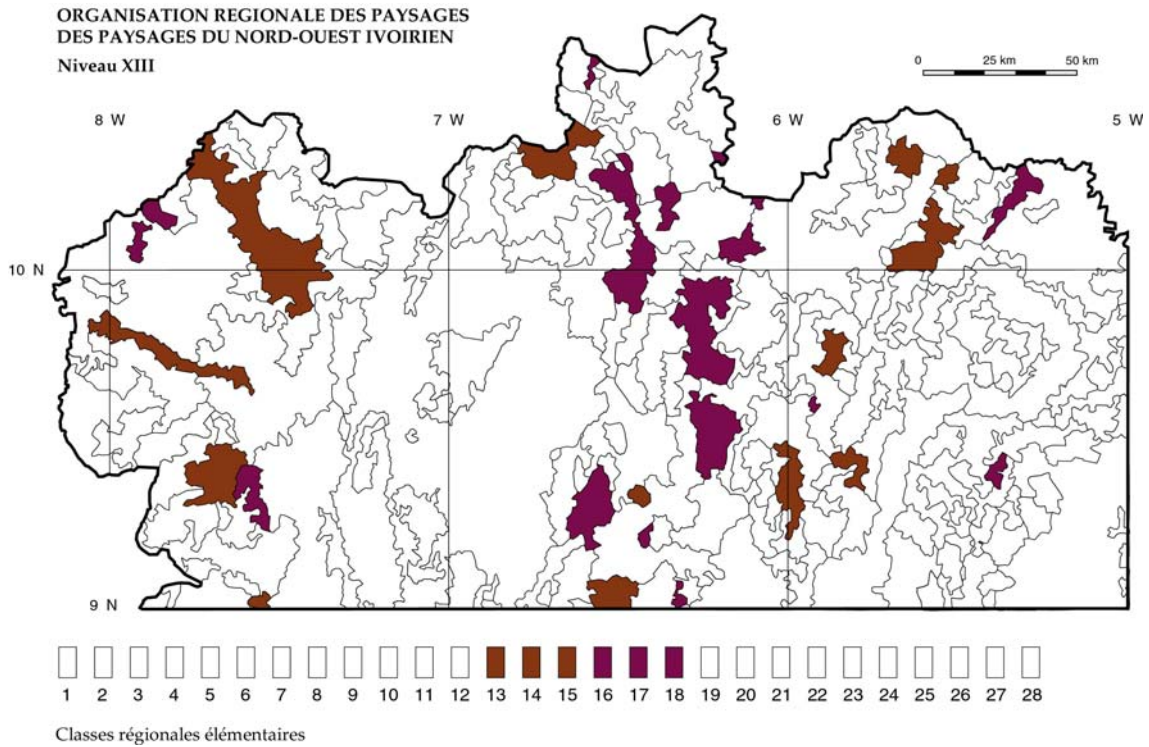 ORGANISATION REGIONALE DES PAYSAGES
DES PAYSAGES DU NORD-OUEST IVOIRIEN
Niveau XIII
0 25 km 50 km
8 W 7 W 6 W 5 W
10 N
9 N
1 2 3 4 5 6 7 8 9 10 11 12 13 14 15 16 17 18 19 20 21 22 23 24 25 26 27 28
Classes régionales élémentaires